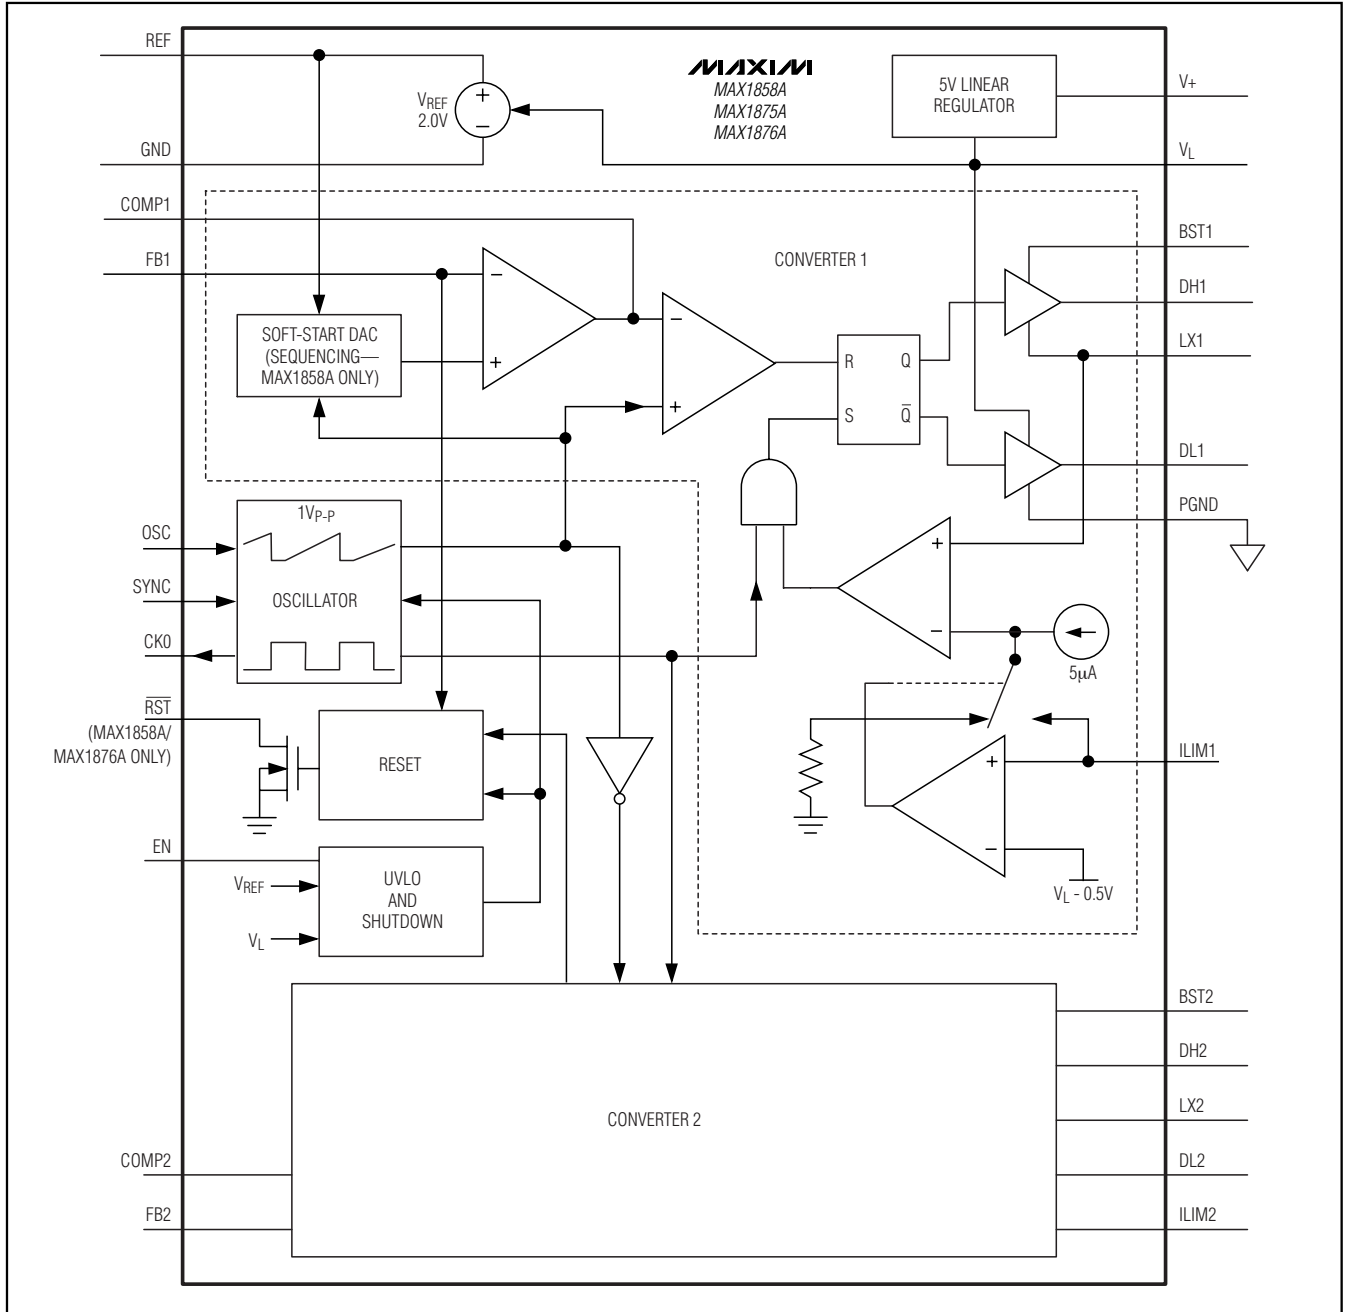 REF
VREF
2.0V
+
−
MAXIM
MAX1858A
MAX1875A
MAX1876A
5V LINEAR
REGULATOR
V+
GND
VL
COMP1
FB1
CONVERTER 1
BST1
DH1
LX1
SOFT-START DAC
(SEQUENCING—
MAX1858A ONLY)
−
+
−
+
R
Q
S
Q̅
DL1
PGND
1VP-P
OSC
SYNC
OSCILLATOR
CK0
+
−
5µA
R̅S̅T̅
(MAX1858A/
MAX1876A ONLY)
RESET
+
−
ILIM1
VL - 0.5V
EN
VREF
VL
UVLO
AND
SHUTDOWN
CONVERTER 2
BST2
DH2
LX2
DL2
ILIM2
COMP2
FB2